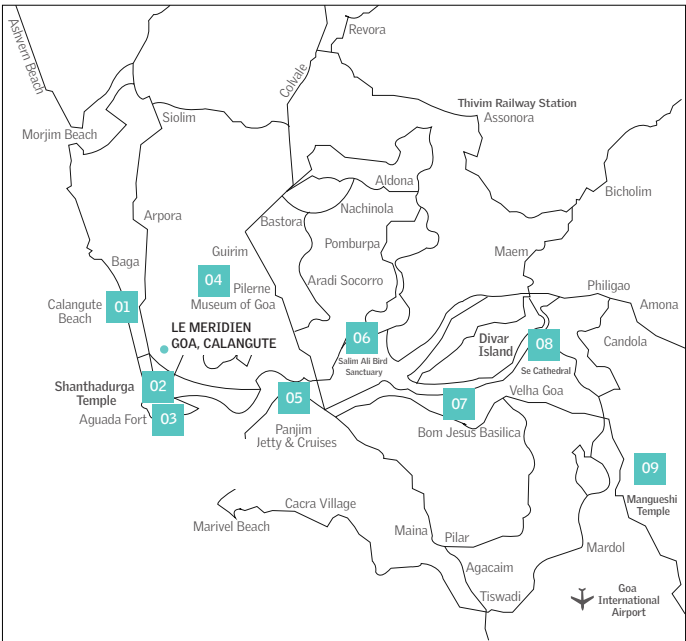 Revora
Ashvern Beach
Colvale
Thivim Railway Station
Assonora
Siolim
Morjim Beach
Aldona
Bicholim
Nachinola
Arpora
Bastora
Pomburpa
Guirim
Maem
Baga
04
Aradi Socorro
Pilerne
Philigao
Museum of Goa
Calangute
Beach
01
Amona
LE MERIDIEN
GOA, CALANGUTE
06
Salim Ali Bird
Sanctuary
Divar
Island
08
Se Cathedral
Candola
Shanthadurga
Temple
02
Velha Goa
05
07
Aguada Fort
03
Panjim
Jetty & Cruises
Bom Jesus Basilica
09
Mangueshi
Temple
Cacra Village
Marivel Beach
Maina
Pilar
Mardol
Agacaim
Tiswadi
Goa
International
Airport